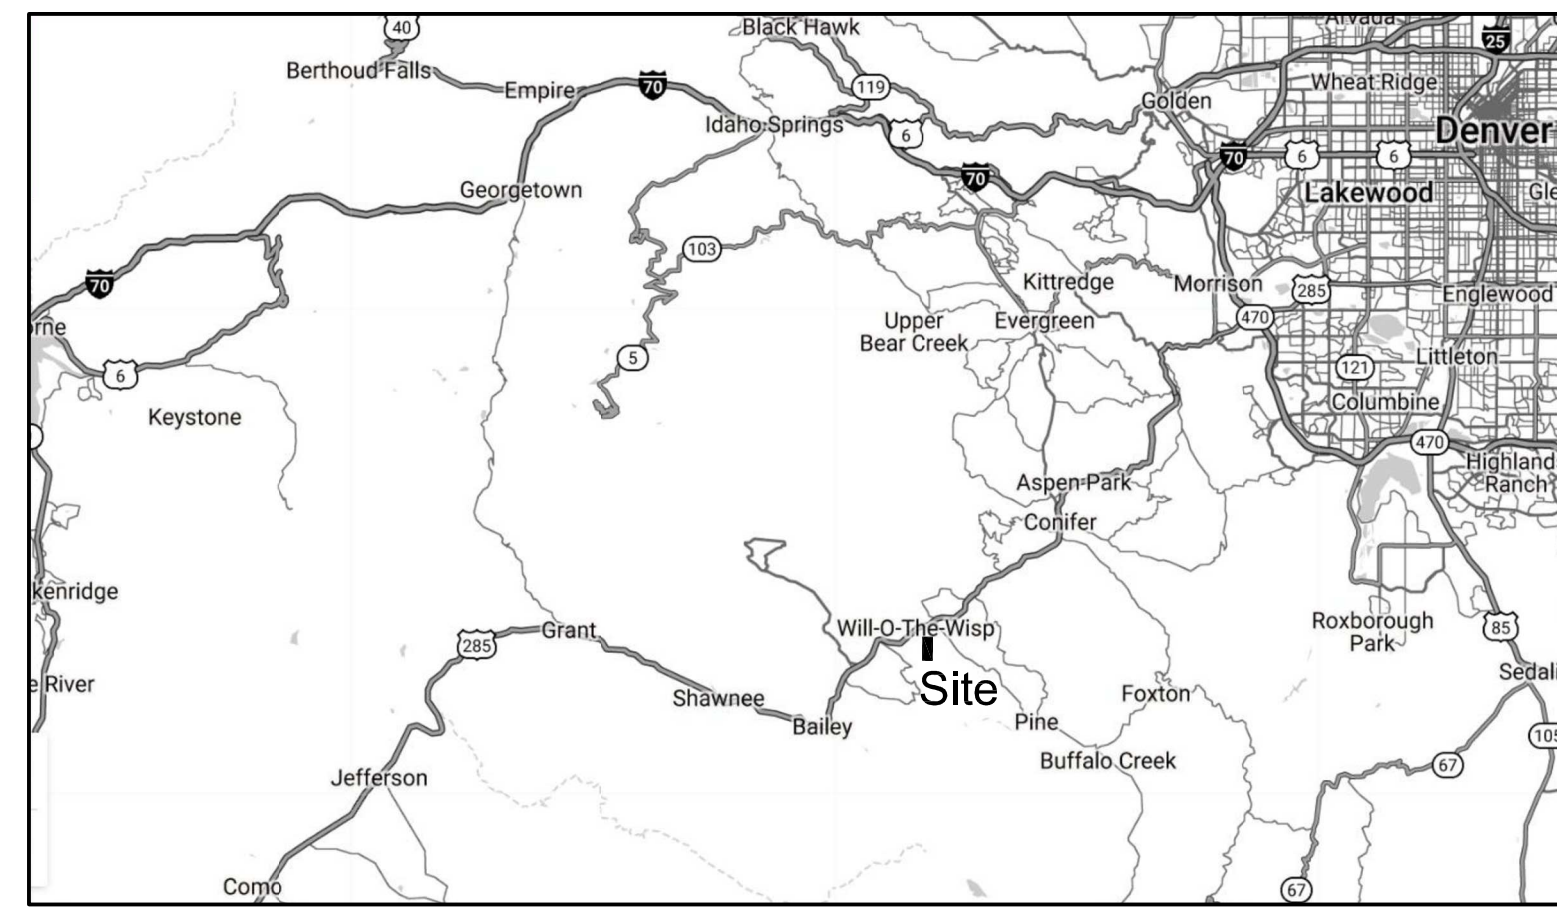 40
Black Hawk
Arvada
25
Berthoud Falls
Empire
70
119
Wheat Ridge
Golden
Idaho Springs
6
Denver
70
6
6
70
Georgetown
Lakewood
Gle
103
70
Kittredge
Morrison
285
Englewood
orne
Upper
Bear Creek
Evergreen
470
5
6
121
Littleton
Keystone
Columbine
470
Highland
Ranch
Aspen Park
Conifer
kenridge
Will-O-The-Wisp
Roxborough
Park
85
Grant
285
Site
e River
Shawnee
Foxton
Sedali
Bailey
Pine
105
Buffalo Creek
67
Jefferson
Como
67